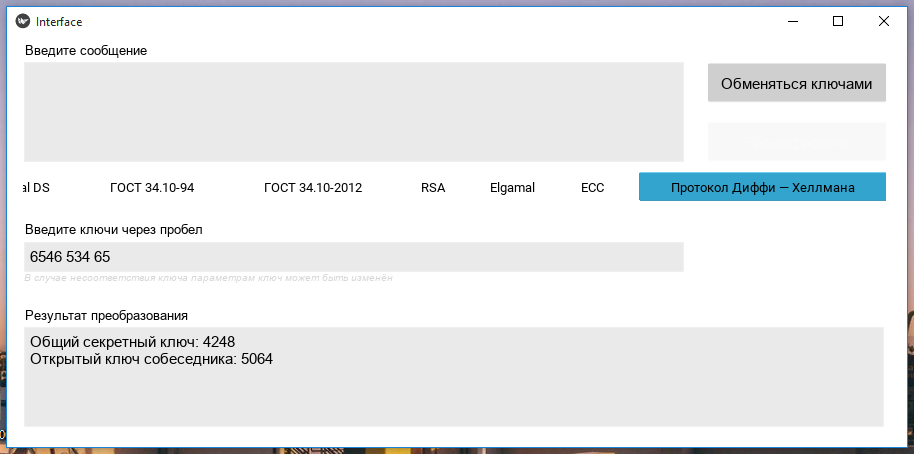 Interface
Введите сообщение
Обменяться ключами
al DS ГОСТ 34.10-94 ГОСТ 34.10-2012 RSA Elgamal ECC Протокол Диффи — Хеллмана
Введите ключи через пробел
6546 534 65
В случае несоответствия ключа параметрам ключ может быть изменён
Результат преобразования
Общий секретный ключ: 4248
Открытый ключ собеседника: 5064